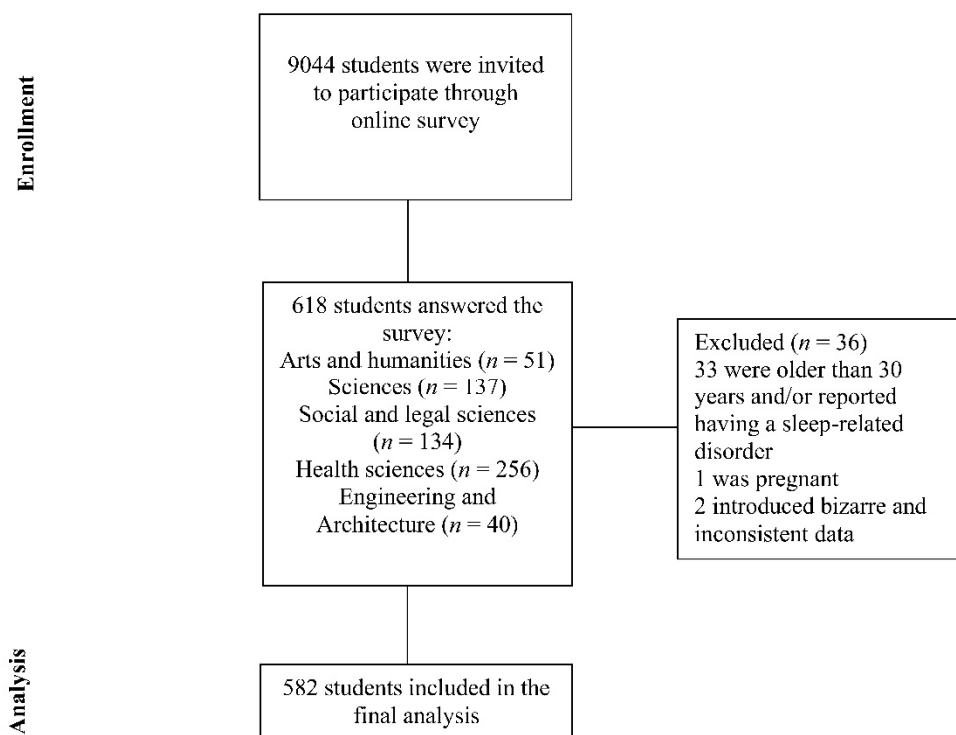 Enrollment
9044 students were invited
to participate through
online survey
618 students answered the
survey:
Arts and humanities (n = 51)
Sciences (n = 137)
Social and legal sciences
(n = 134)
Health sciences (n = 256)
Engineering and
Architecture (n = 40)
Excluded (n = 36)
33 were older than 30
years and/or reported
having a sleep-related
disorder
1 was pregnant
2 introduced bizarre and
inconsistent data
Analysis
582 students included in the
final analysis